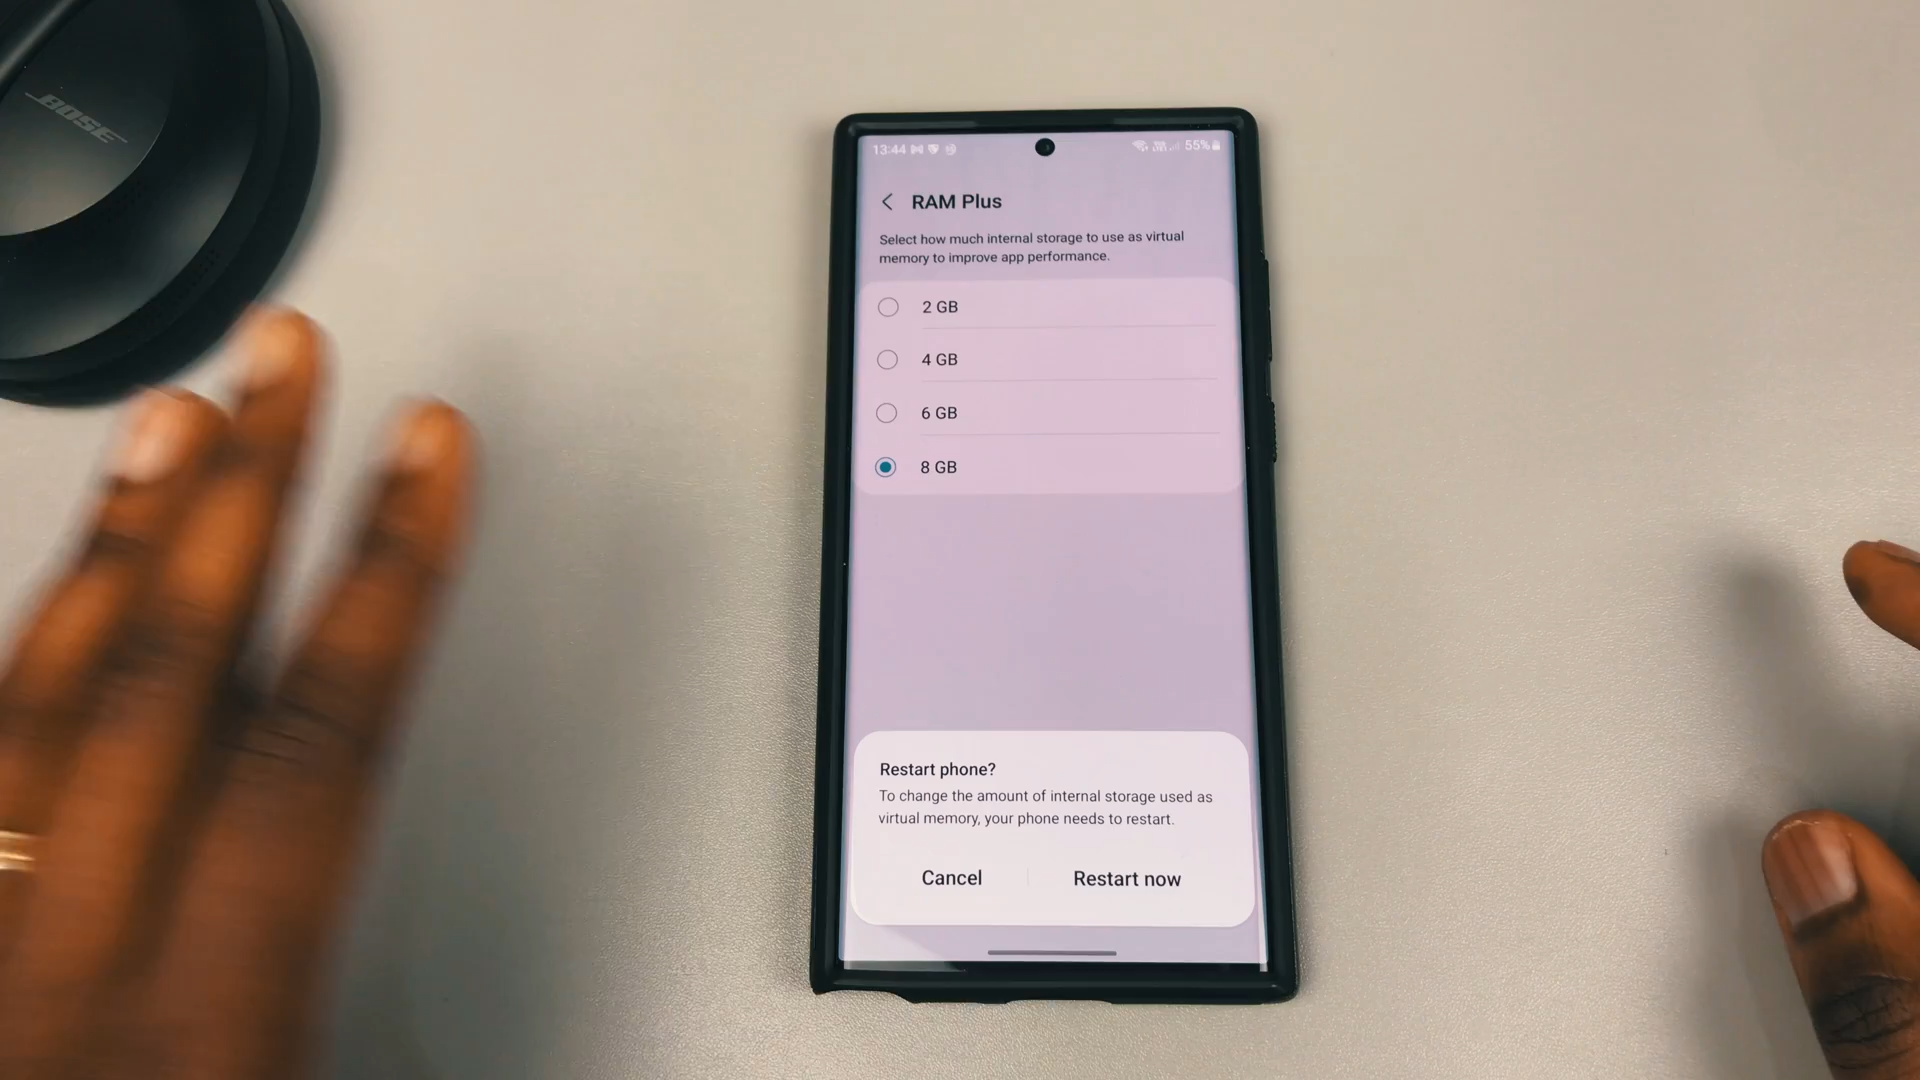 BOSE
13:44
55%
RAM Plus
Select how much internal storage to use as virtual
memory to improve app performance.
2 GB
4 GB
6 GB
8 GB
Restart phone?
To change the amount of internal storage used as
virtual memory, your phone needs to restart.
Cancel
Restart now